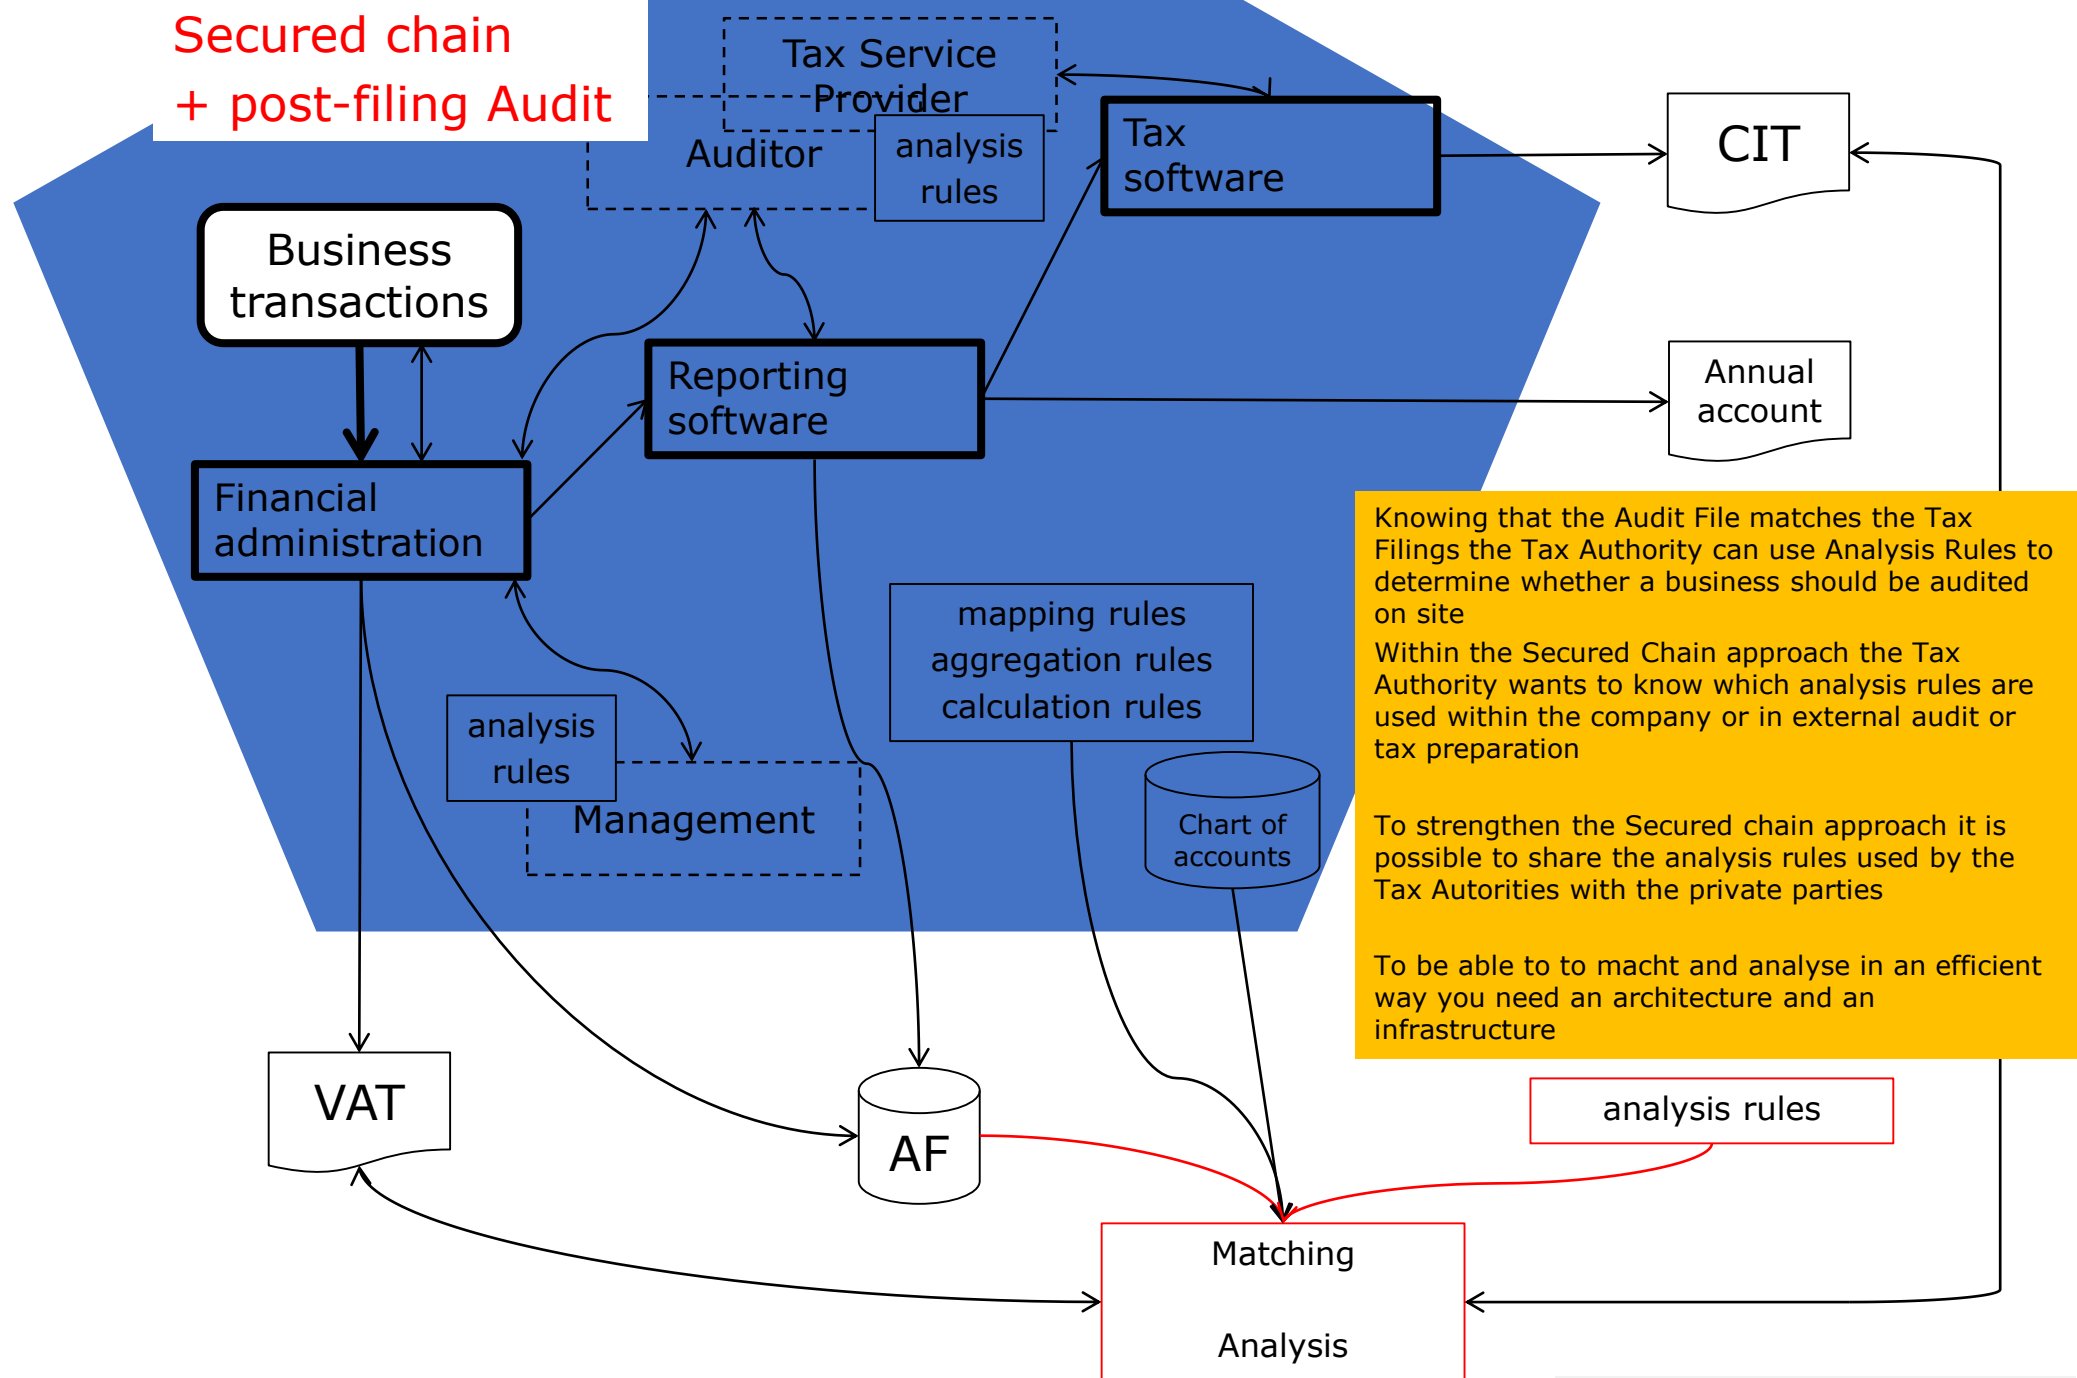 Secured chain
+ post-filing Audit
Tax Service
Provider
Auditor
analysis
rules
Tax
software
CIT
Business
transactions
Reporting
software
Annual
account
Financial
administration
Knowing that the Audit File matches the Tax
Filings the Tax Authority can use Analysis Rules to
determine whether a business should be audited
on site
Within the Secured Chain approach the Tax
Authority wants to know which analysis rules are
used within the company or in external audit or
tax preparation
To strengthen the Secured chain approach it is
possible to share the analysis rules used by the
Tax Autorities with the private parties
To be able to to macht and analyse in an efficient
way you need an architecture and an
infrastructure
mapping rules
aggregation rules
calculation rules
analysis
rules
Management
Chart of
accounts
VAT
AF
analysis rules
Matching
Analysis